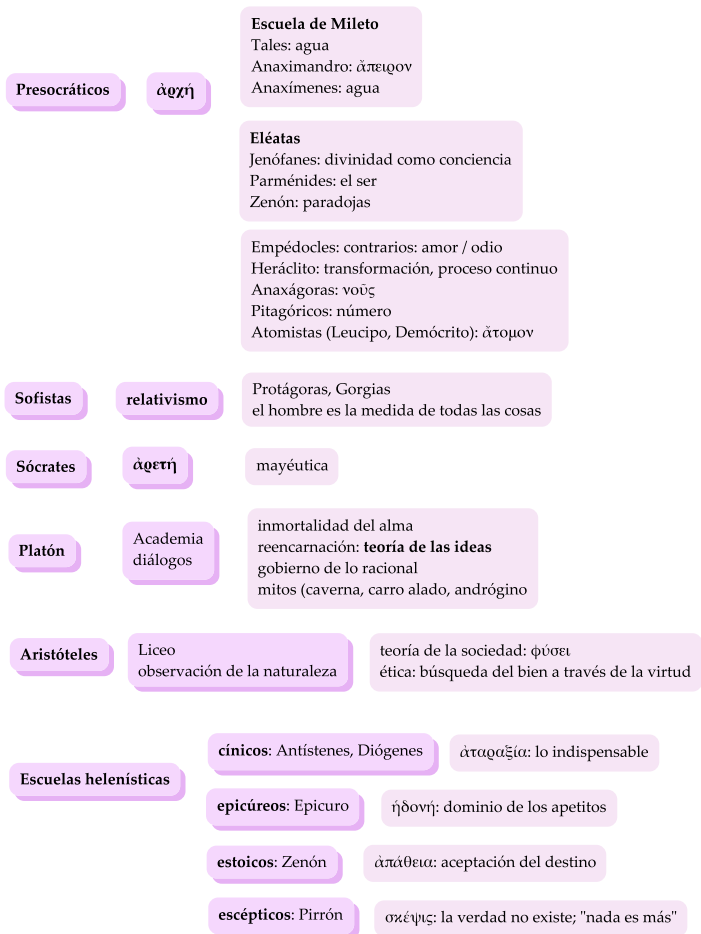 Escuela de Mileto
Tales: agua
Anaximandro: ἄπειρον
Anaxímenes: agua
Presocráticos
ἀρχή
Eléatas
Jenófanes: divinidad como conciencia
Parménides: el ser
Zenón: paradojas
Empédocles: contrarios: amor / odio
Heráclito: transformación, proceso continuo
Anaxágoras: νοῦς
Pitagóricos: número
Atomistas (Leucipo, Demócrito): ἄτομον
Sofistas
relativismo
Protágoras, Gorgias
el hombre es la medida de todas las cosas
Sócrates
ἀρετή
mayéutica
Platón
Academia
diálogos
inmortalidad del alma
reencarnación: teoría de las ideas
gobierno de lo racional
mitos (caverna, carro alado, andrógino
Aristóteles
Liceo
observación de la naturaleza
teoría de la sociedad: φύσει
ética: búsqueda del bien a través de la virtud
Escuelas helenísticas
cínicos: Antístenes, Diógenes
ἀταραξία: lo indispensable
epicúreos: Epicuro
ἡδονή: dominio de los apetitos
estoicos: Zenón
ἀπάθεια: aceptación del destino
escépticos: Pirrón
σκέψις: la verdad no existe; "nada es más"